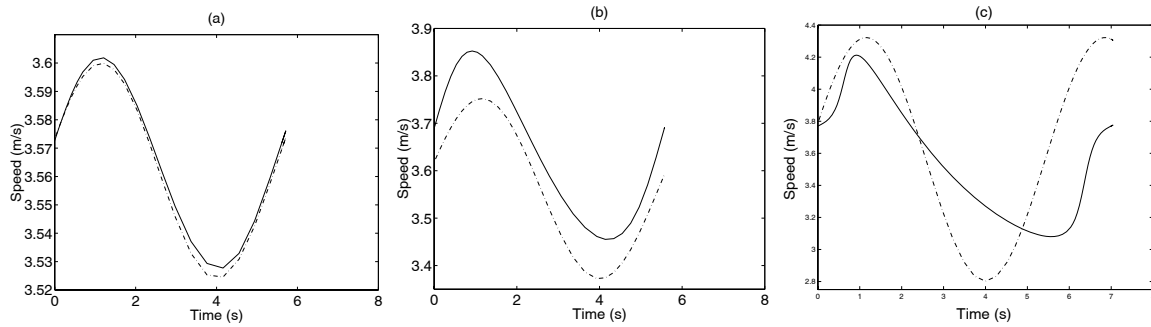 (a)
Speed (m/s)
3.6
3.59
3.58
3.57
3.56
3.55
3.54
3.53
3.52
0 2 4 6 8
Time (s)
(b)
Speed (m/s)
3.9
3.8
3.7
3.6
3.5
3.4
0 2 4 6 8
Time (s)
(c)
Speed (m/s)
4.4
4.2
4
3.8
3.6
3.4
3.2
3
2.8
0 1 2 3 4 5 6 7
Time (s)